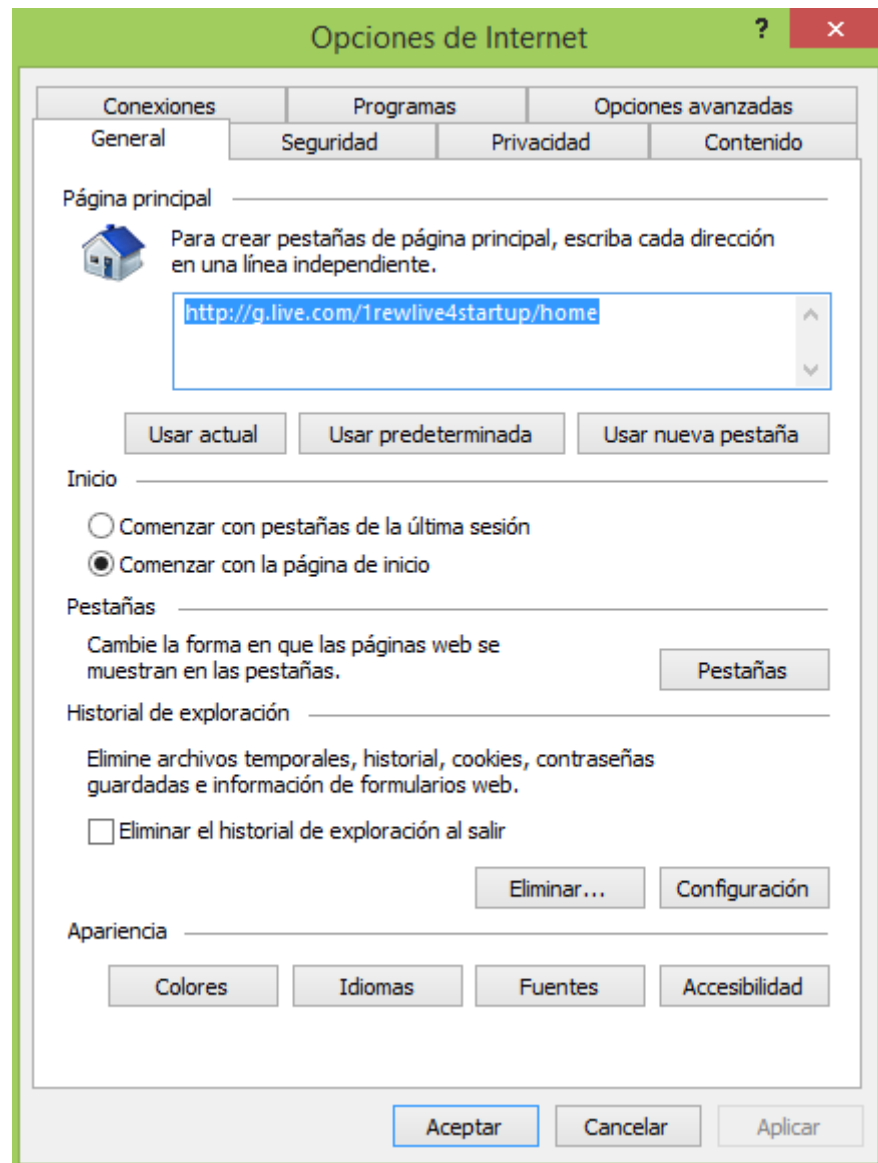 Opciones de Internet
?
×
Conexiones
Programas
Opciones avanzadas
General
Seguridad
Privacidad
Contenido
Página principal
Para crear pestañas de página principal, escriba cada dirección
en una línea independiente.
http://g.live.com/1rewlive4startup/home
Usar actual
Usar predeterminada
Usar nueva pestaña
Inicio
Comenzar con pestañas de la última sesión
Comenzar con la página de inicio
Pestañas
Cambie la forma en que las páginas web se
muestran en las pestañas.
Pestañas
Historial de exploración
Elimine archivos temporales, historial, cookies, contraseñas
guardadas e información de formularios web.
Eliminar el historial de exploración al salir
Eliminar...
Configuración
Apariencia
Colores
Idiomas
Fuentes
Accesibilidad
Aceptar
Cancelar
Aplicar